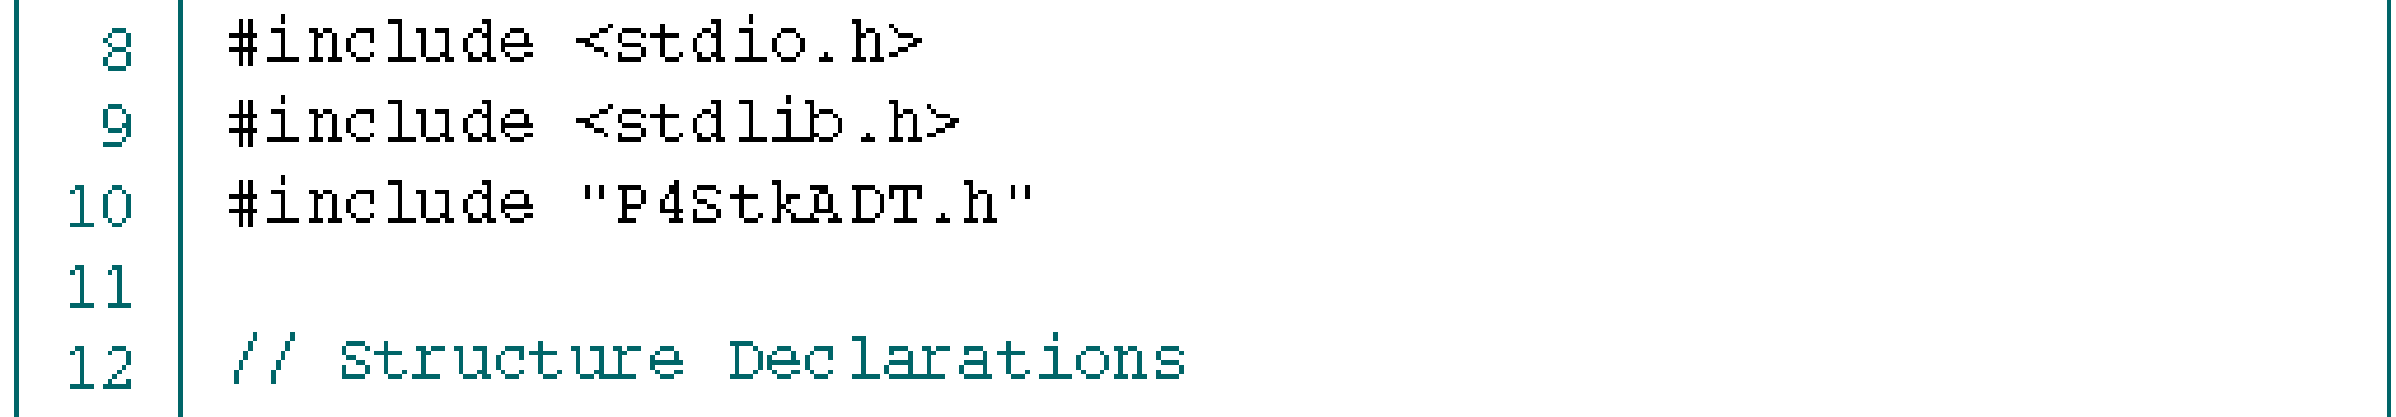 8 #include <stdio.h>
9 #include <stdlib.h>
10 #include "P4StkADT.h"
11
12 // Structure Declarations